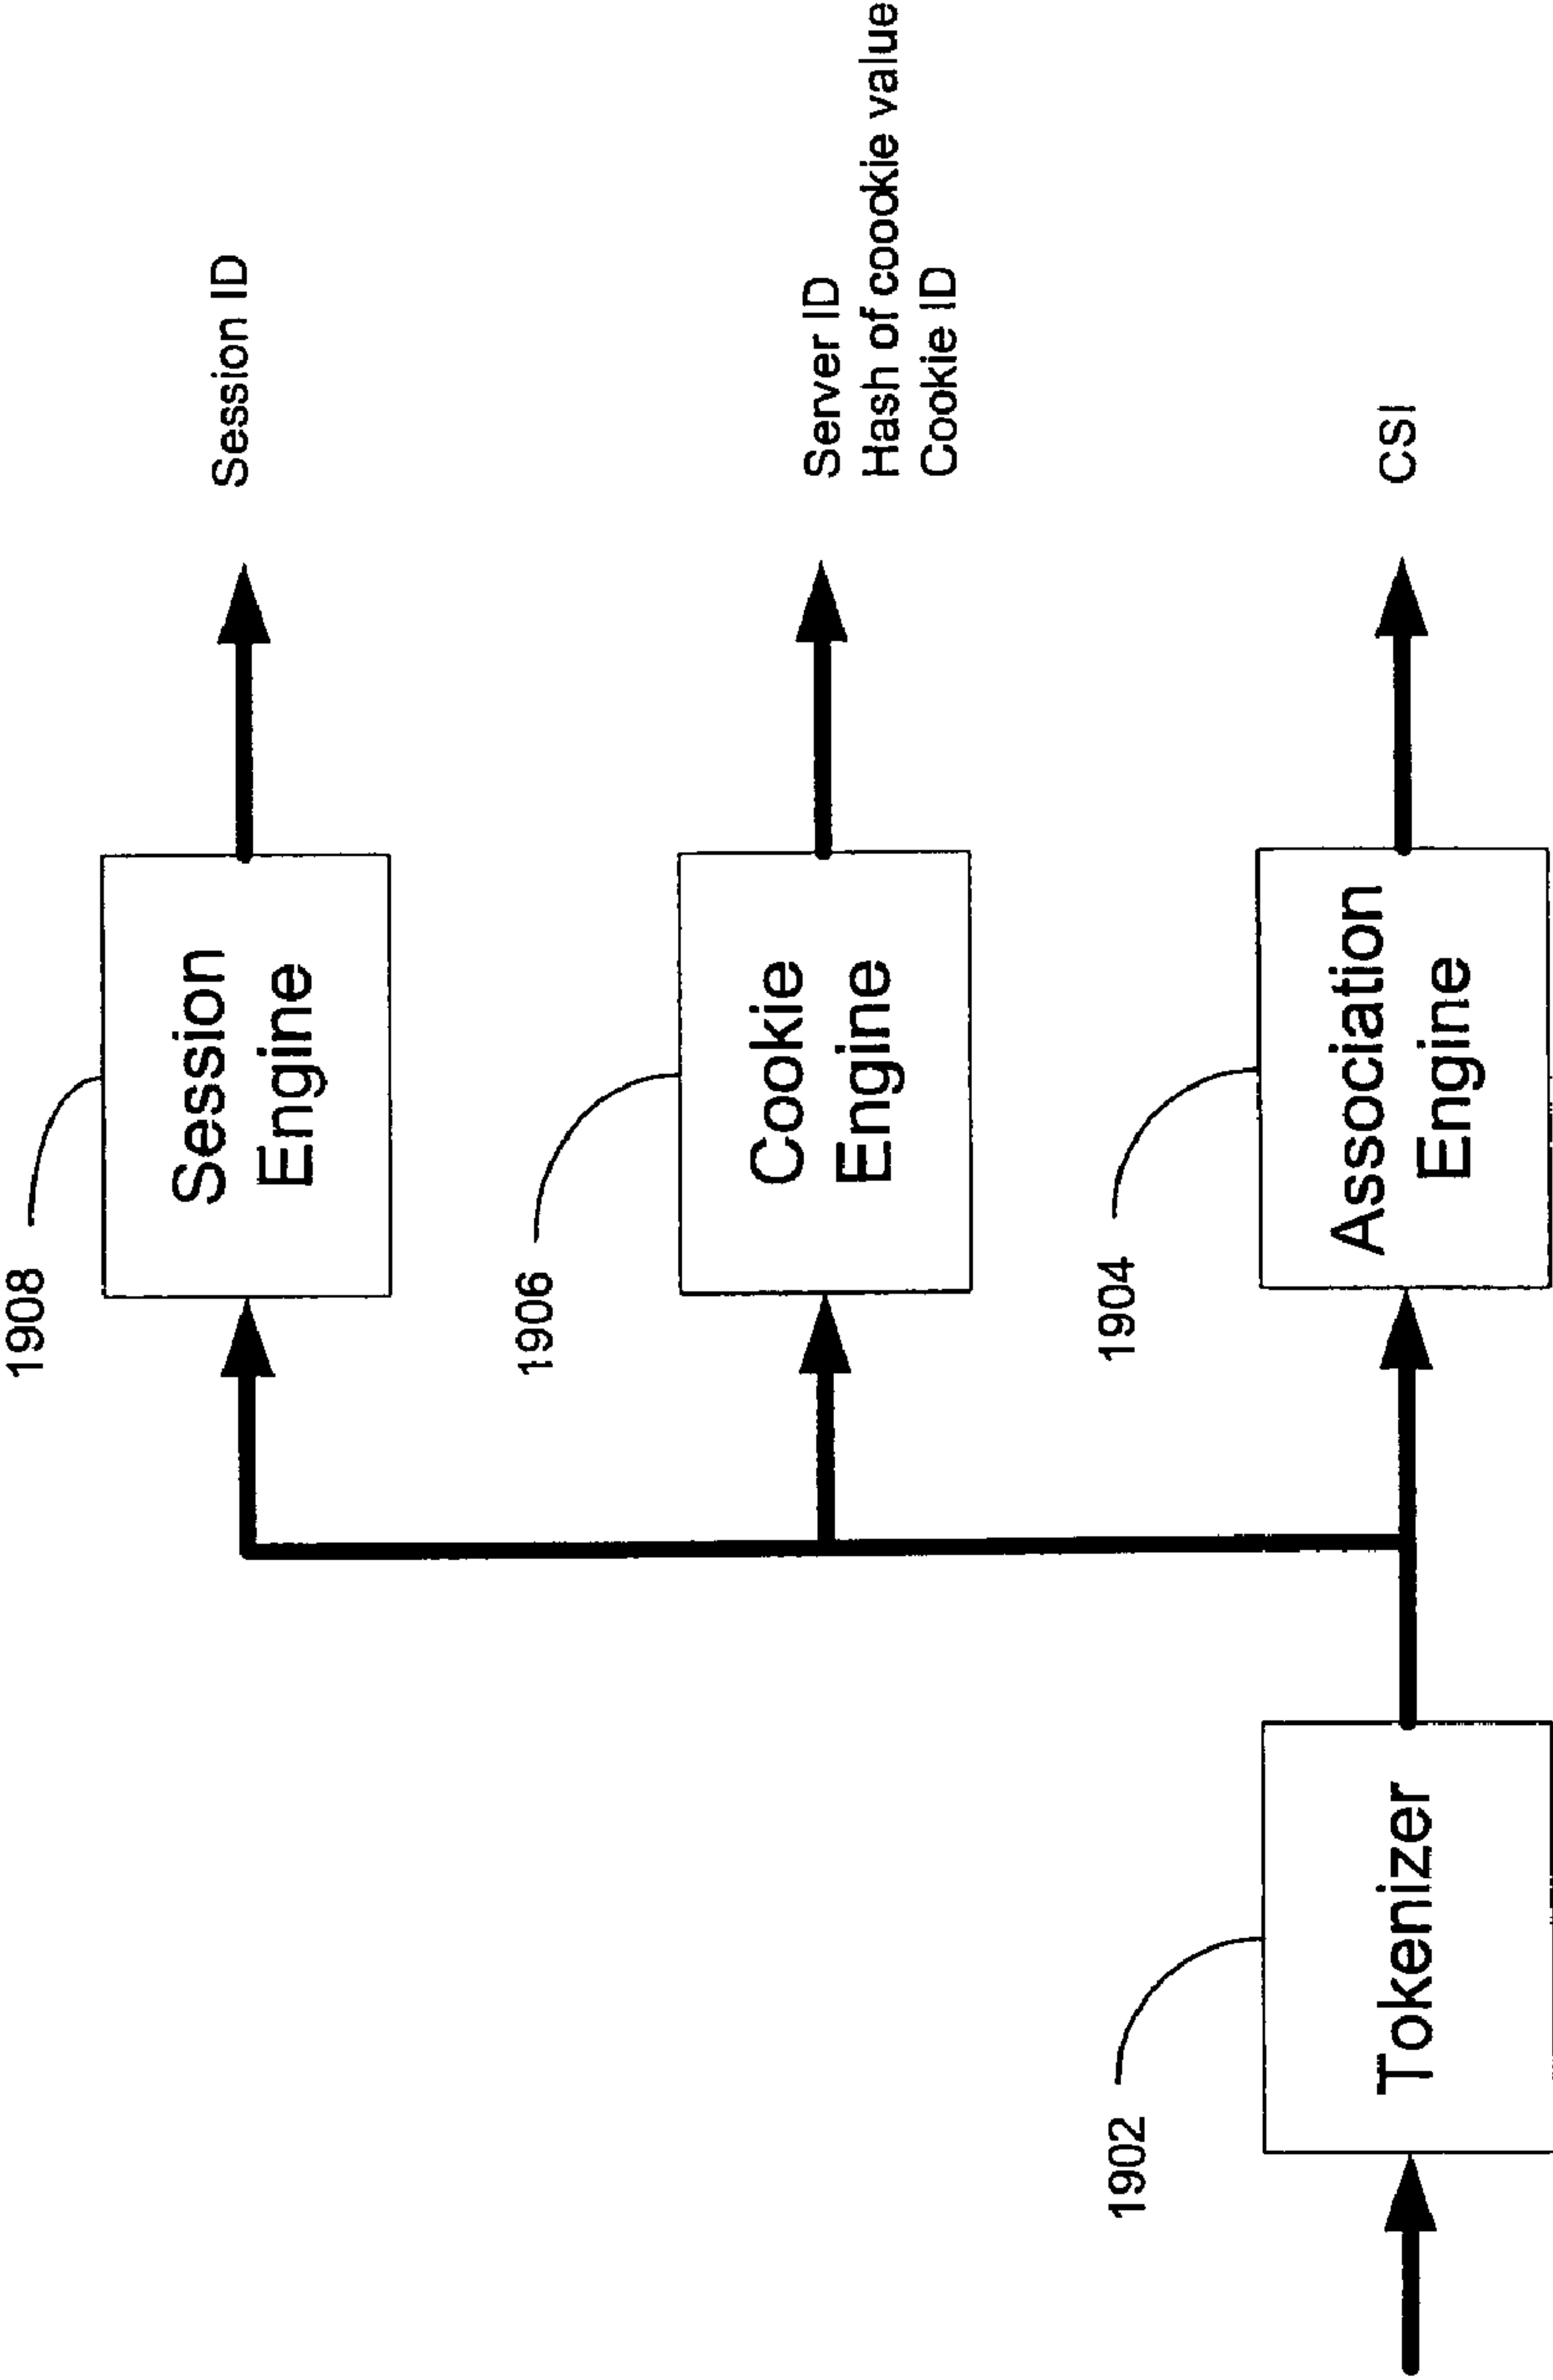 1908
Session
Engine
Session ID
1906
Cookie
Engine
Server ID
Hash of cookie value
Cookie ID
1902
Tokenizer
1904
Association
Engine
CSI